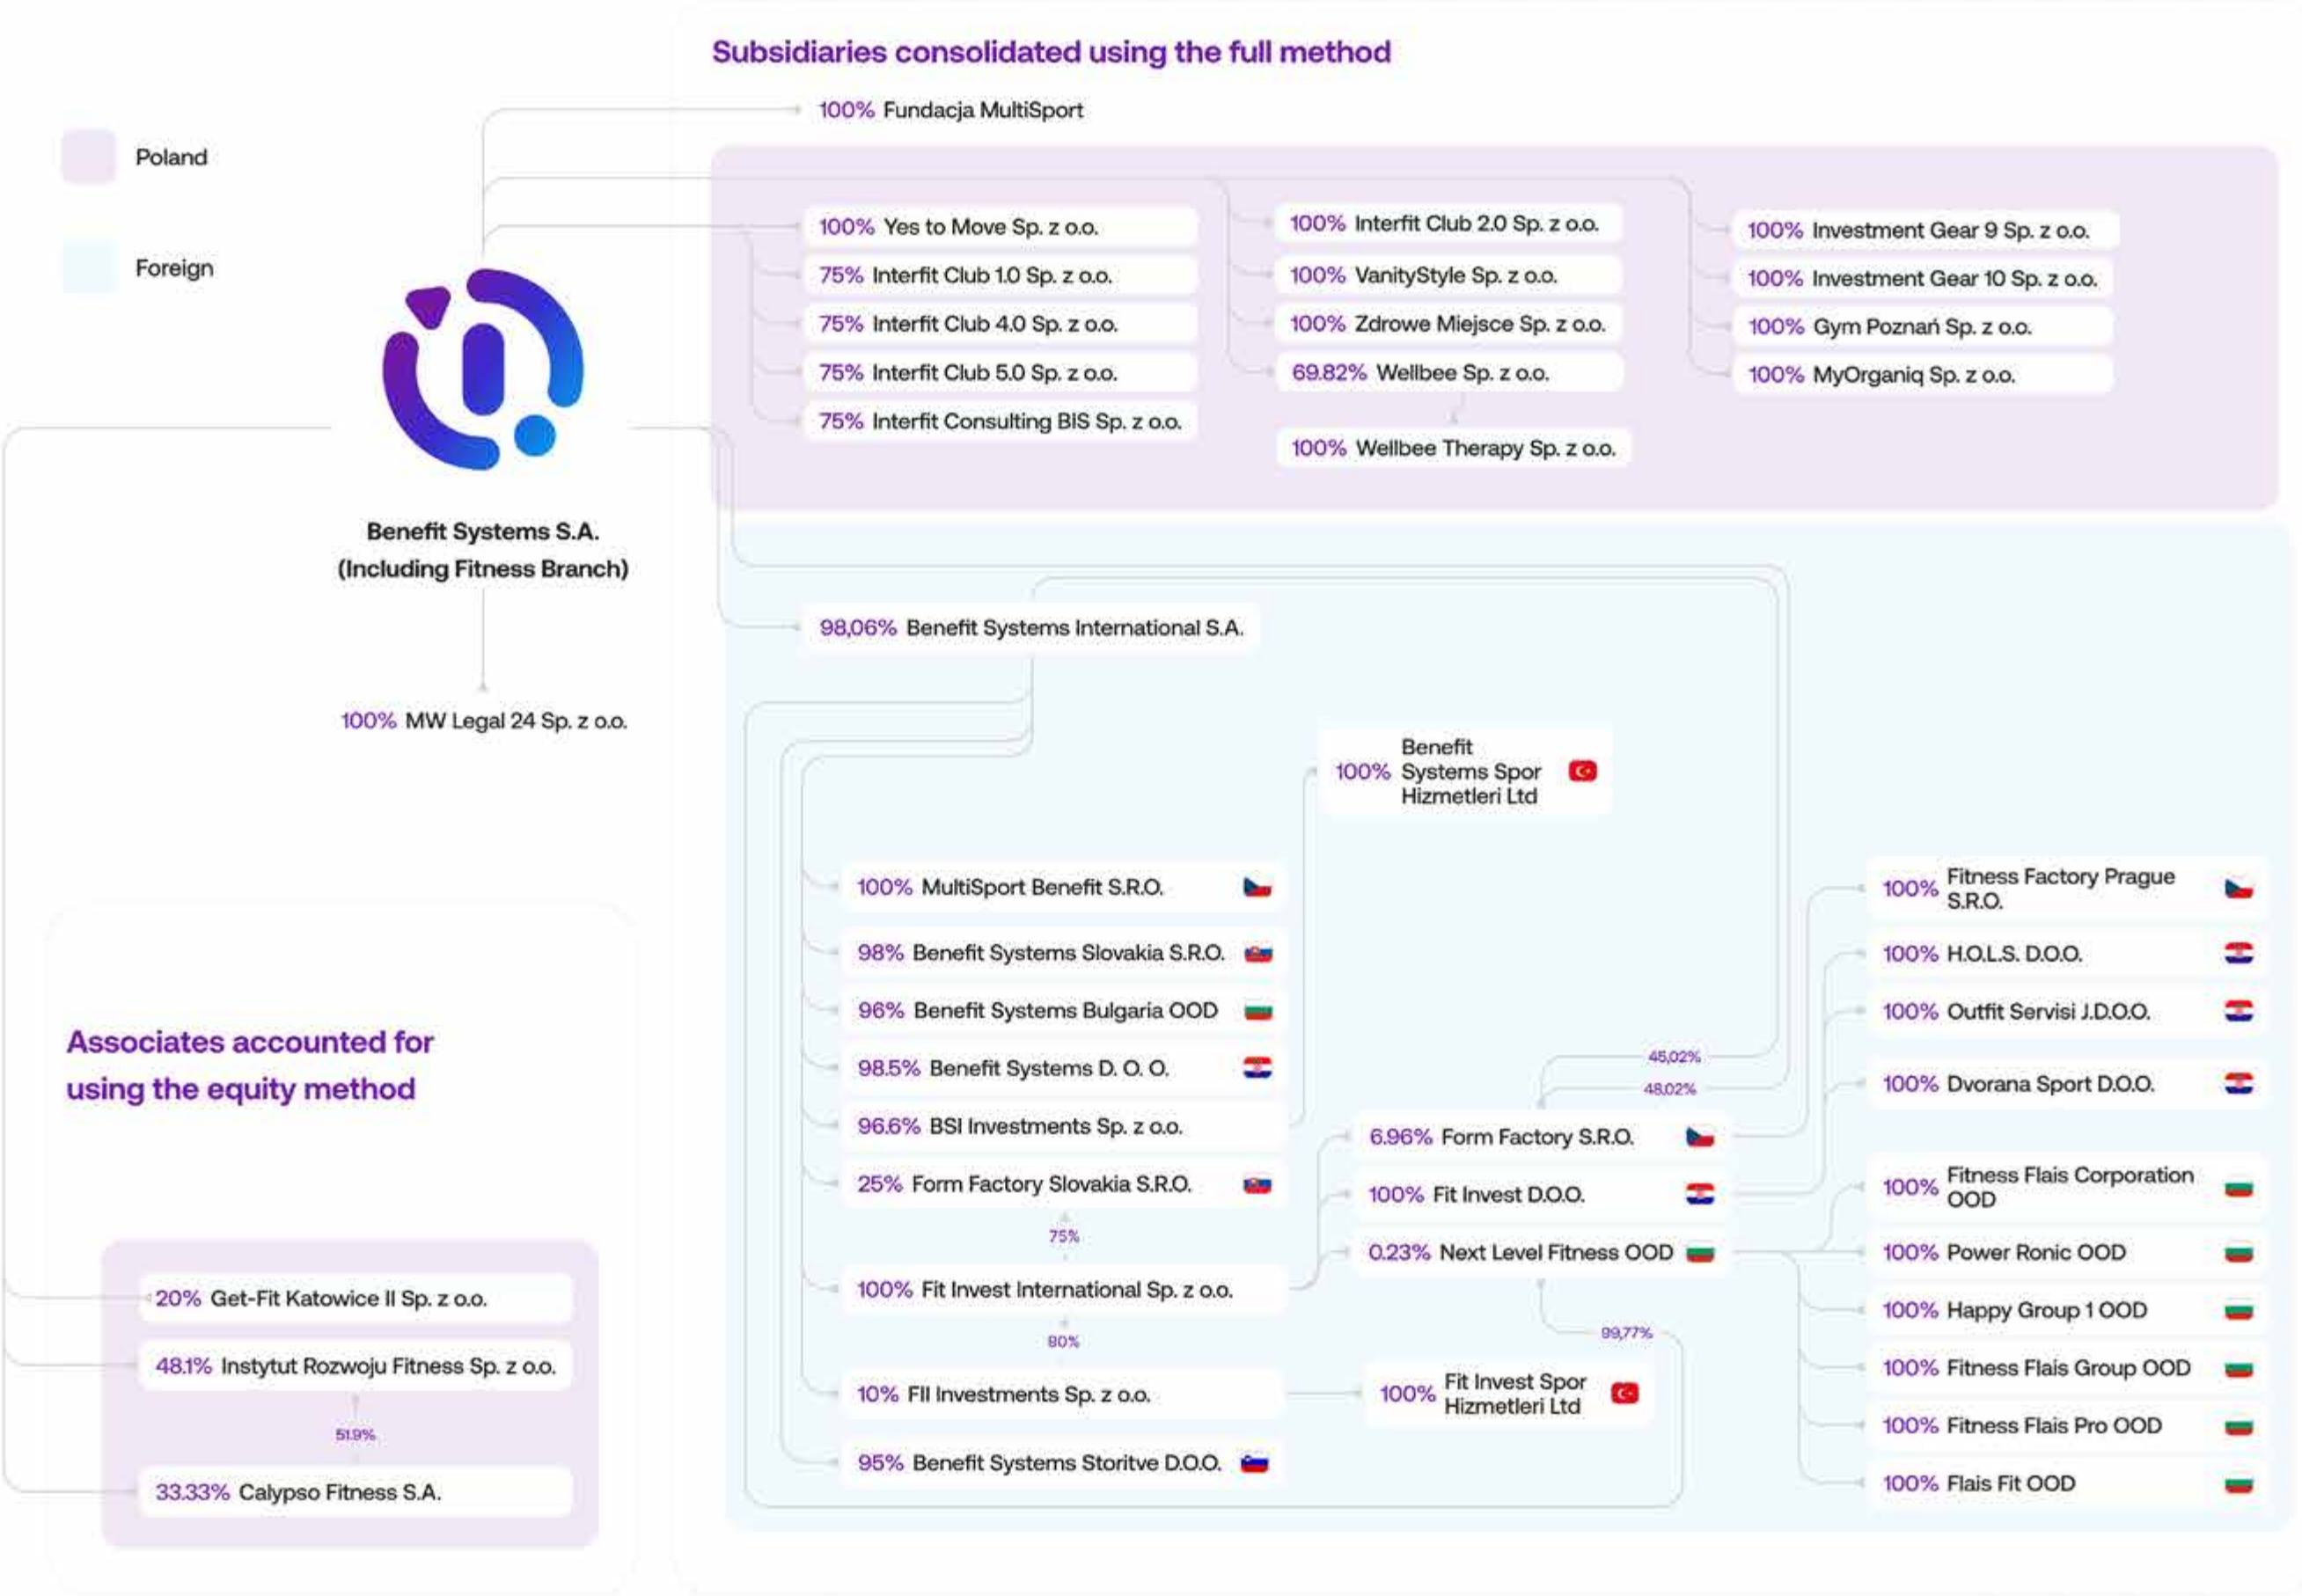 Subsidiaries consolidated using the full method
100% Fundacja MultiSport
Poland
Foreign
100% Yes to Move Sp. z o.o.
75% Interfit Club 1.0 Sp. z o.o.
75% Interfit Club 4.0 Sp. z o.o.
75% Interfit Club 5.0 Sp. z o.o.
75% Interfit Consulting BIS Sp. z o.o.
100% Interfit Club 2.0 Sp. z o.o.
100% VanityStyle Sp. z o.o.
100% Zdrowe Miejsce Sp. z o.o.
69.82% Wellbee Sp. z o.o.
100% Wellbee Therapy Sp. z o.o.
100% Investment Gear 9 Sp. z o.o.
100% Investment Gear 10 Sp. z o.o.
100% Gym Poznań Sp. z o.o.
100% MyOrganiq Sp. z o.o.
Benefit Systems S.A.
(Including Fitness Branch)
100% MW Legal 24 Sp. z o.o.
98,06% Benefit Systems International S.A.
100% Benefit
Systems Spor
Hizmetleri Ltd
100% MultiSport Benefit S.R.O.
98% Benefit Systems Slovakia S.R.O.
96% Benefit Systems Bulgaria OOD
98.5% Benefit Systems D. O. O.
96.6% BSI Investments Sp. z o.o.
25% Form Factory Slovakia S.R.O.
75%
100% Fit Invest International Sp. z o.o.
80%
10% FII Investments Sp. z o.o.
95% Benefit Systems Storitve D.O.O.
45,02%
48,02%
6.96% Form Factory S.R.O.
100% Fit Invest D.O.O.
0.23% Next Level Fitness OOD
99,77%
100% Fit Invest Spor
Hizmetleri Ltd
100% Fitness Factory Prague
S.R.O.
100% H.O.L.S. D.O.O.
100% Outfit Servisi J.D.O.O.
100% Dvorana Sport D.O.O.
100% Fitness Flais Corporation
OOD
100% Power Ronic OOD
100% Happy Group 1 OOD
100% Fitness Flais Group OOD
100% Fitness Flais Pro OOD
100% Flais Fit OOD
Associates accounted for
using the equity method
20% Get-Fit Katowice II Sp. z o.o.
48.1% Instytut Rozwoju Fitness Sp. z o.o.
51.9%
33.33% Calypso Fitness S.A.